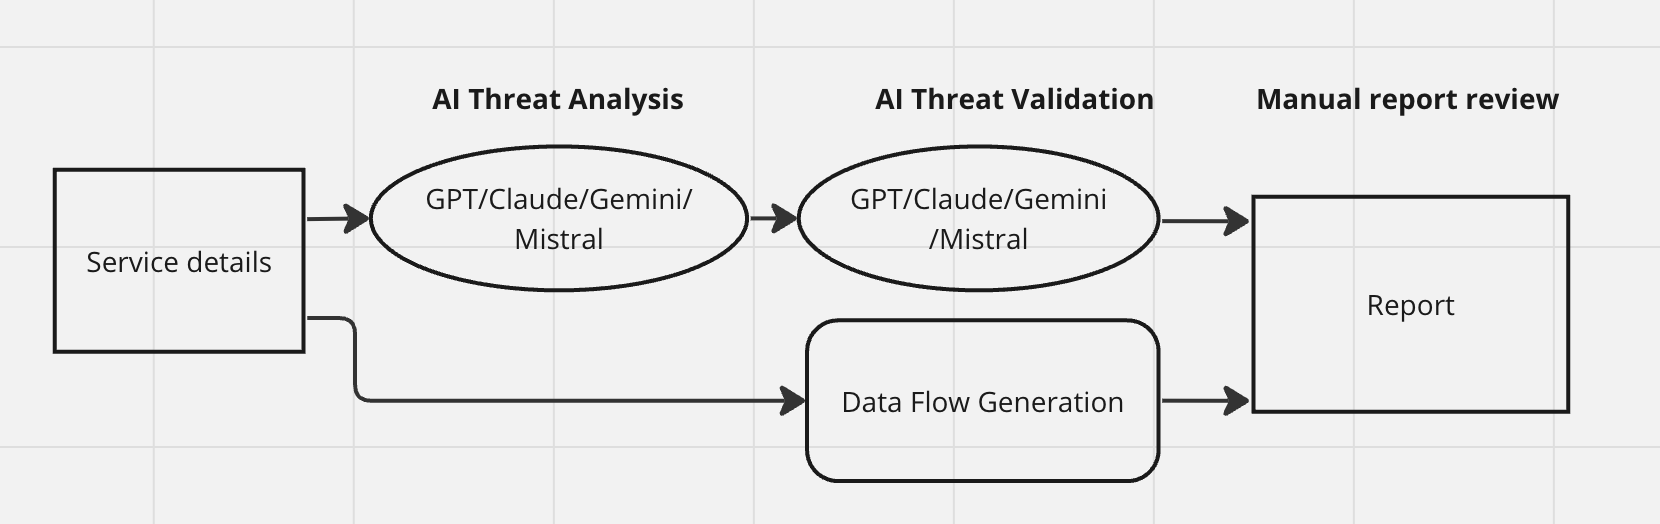 AI Threat Analysis
AI Threat Validation
Manual report review
Service details
GPT/Claude/Gemini/
Mistral
GPT/Claude/Gemini
/Mistral
Report
Data Flow Generation